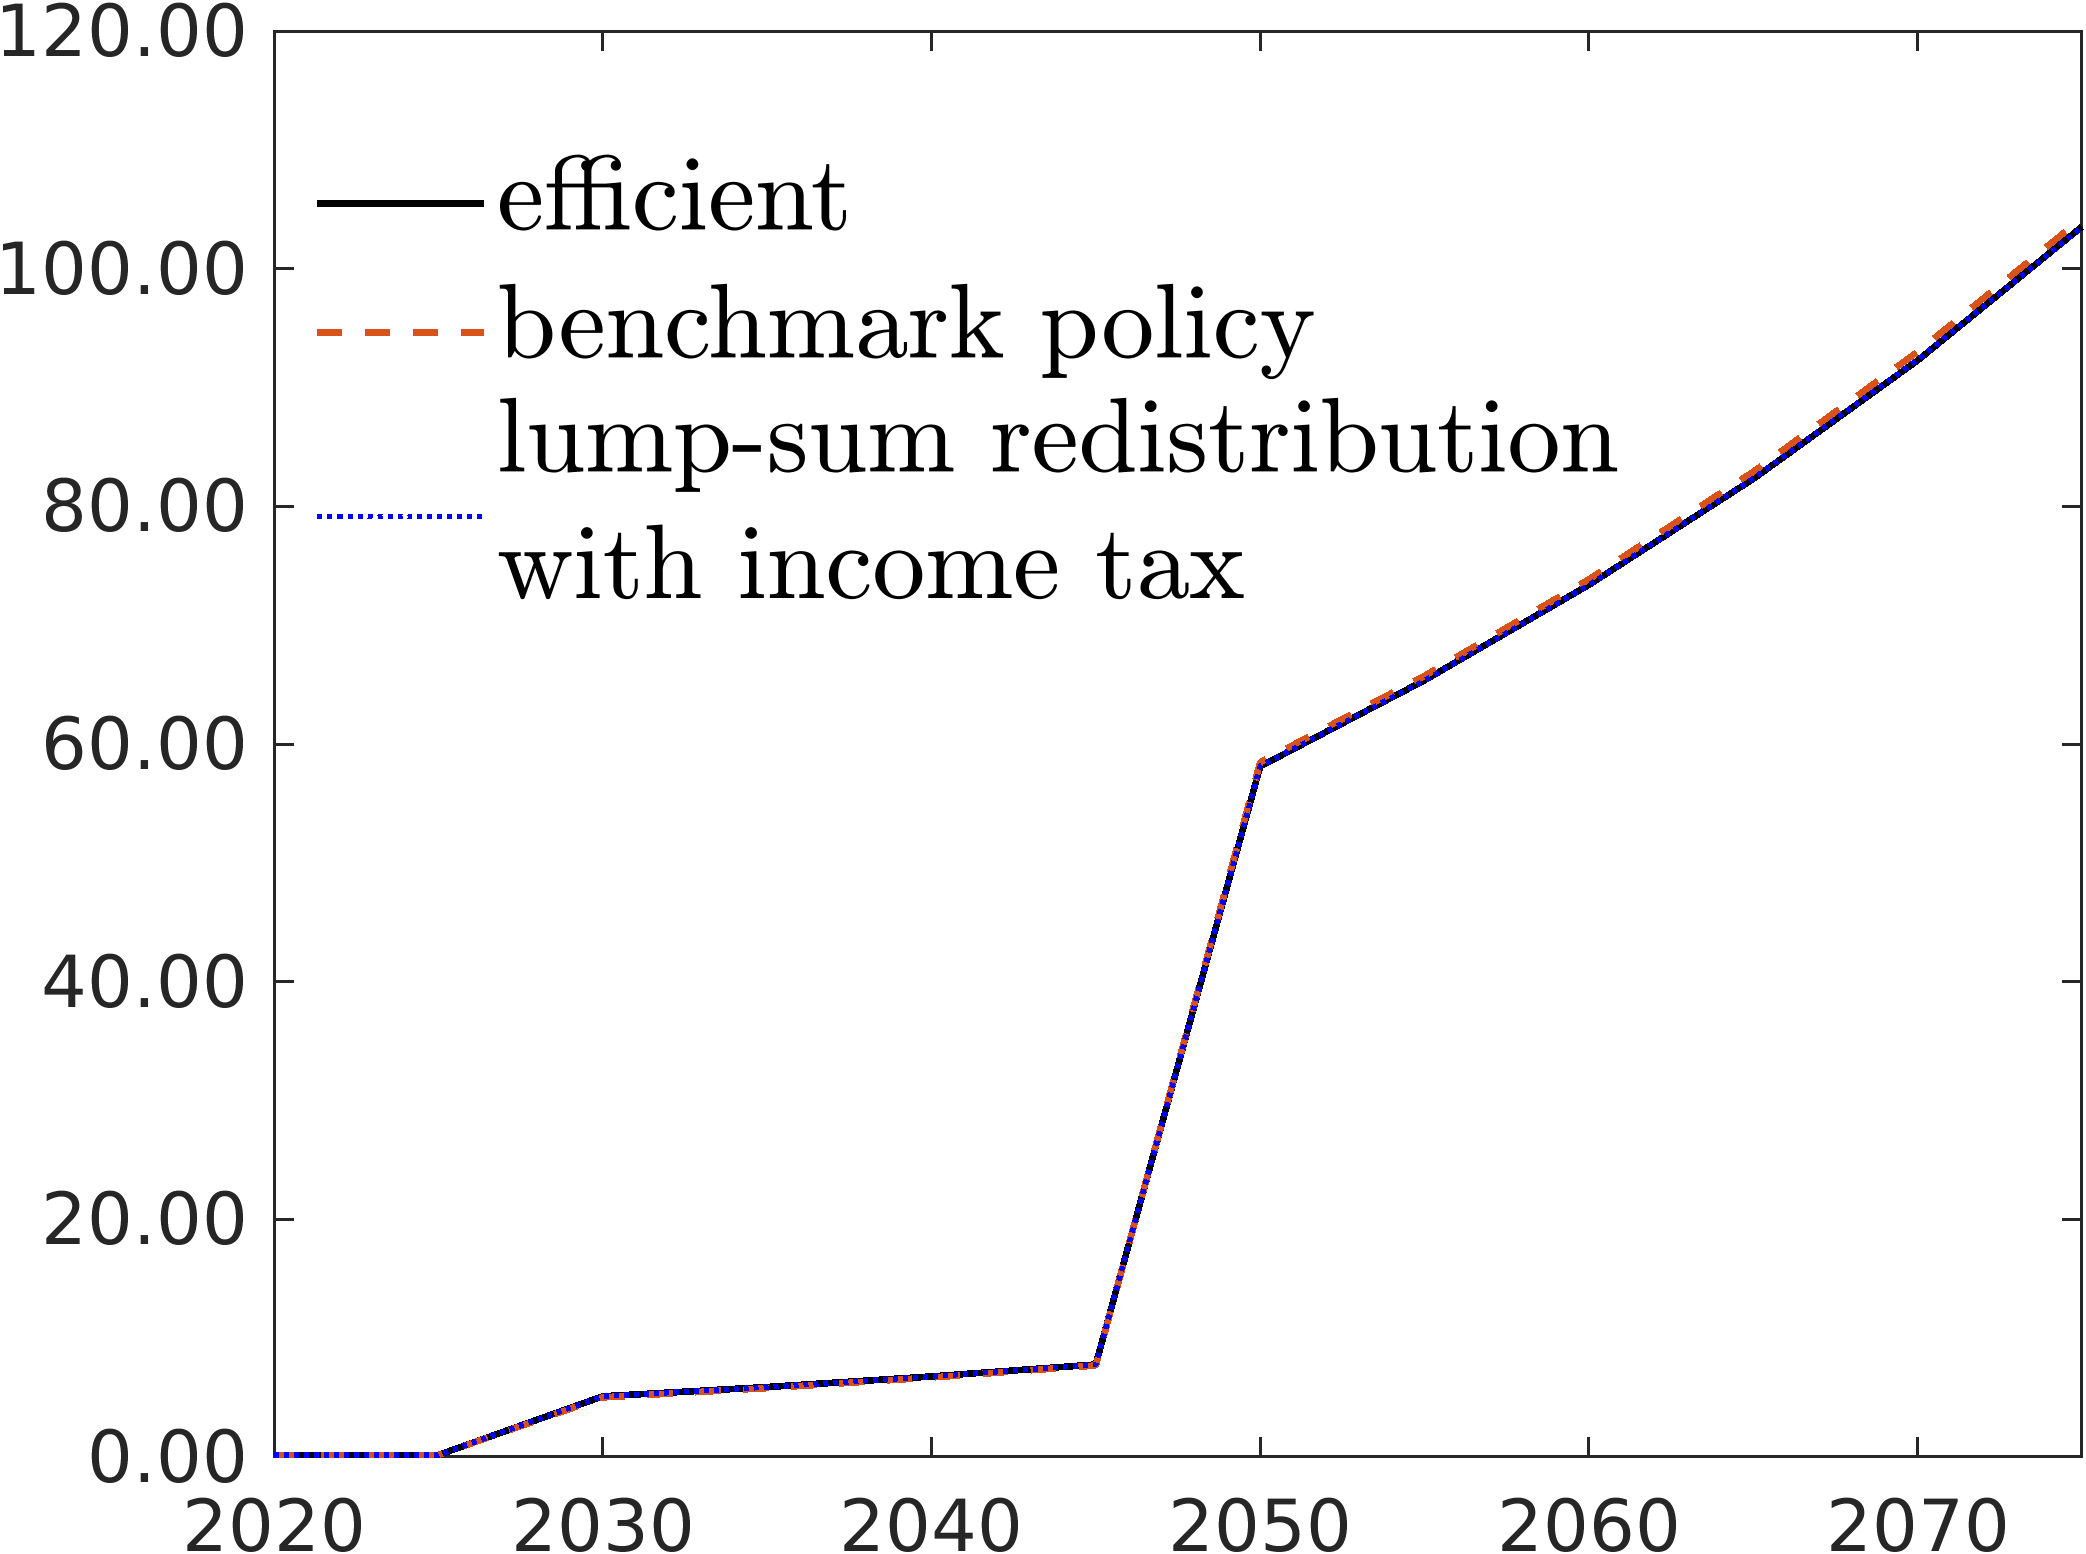 120.00
100.00
80.00
60.00
40.00
20.00
0.00
efficient
benchmark policy
lump-sum redistribution
with income tax
2020 2030 2040 2050 2060 2070